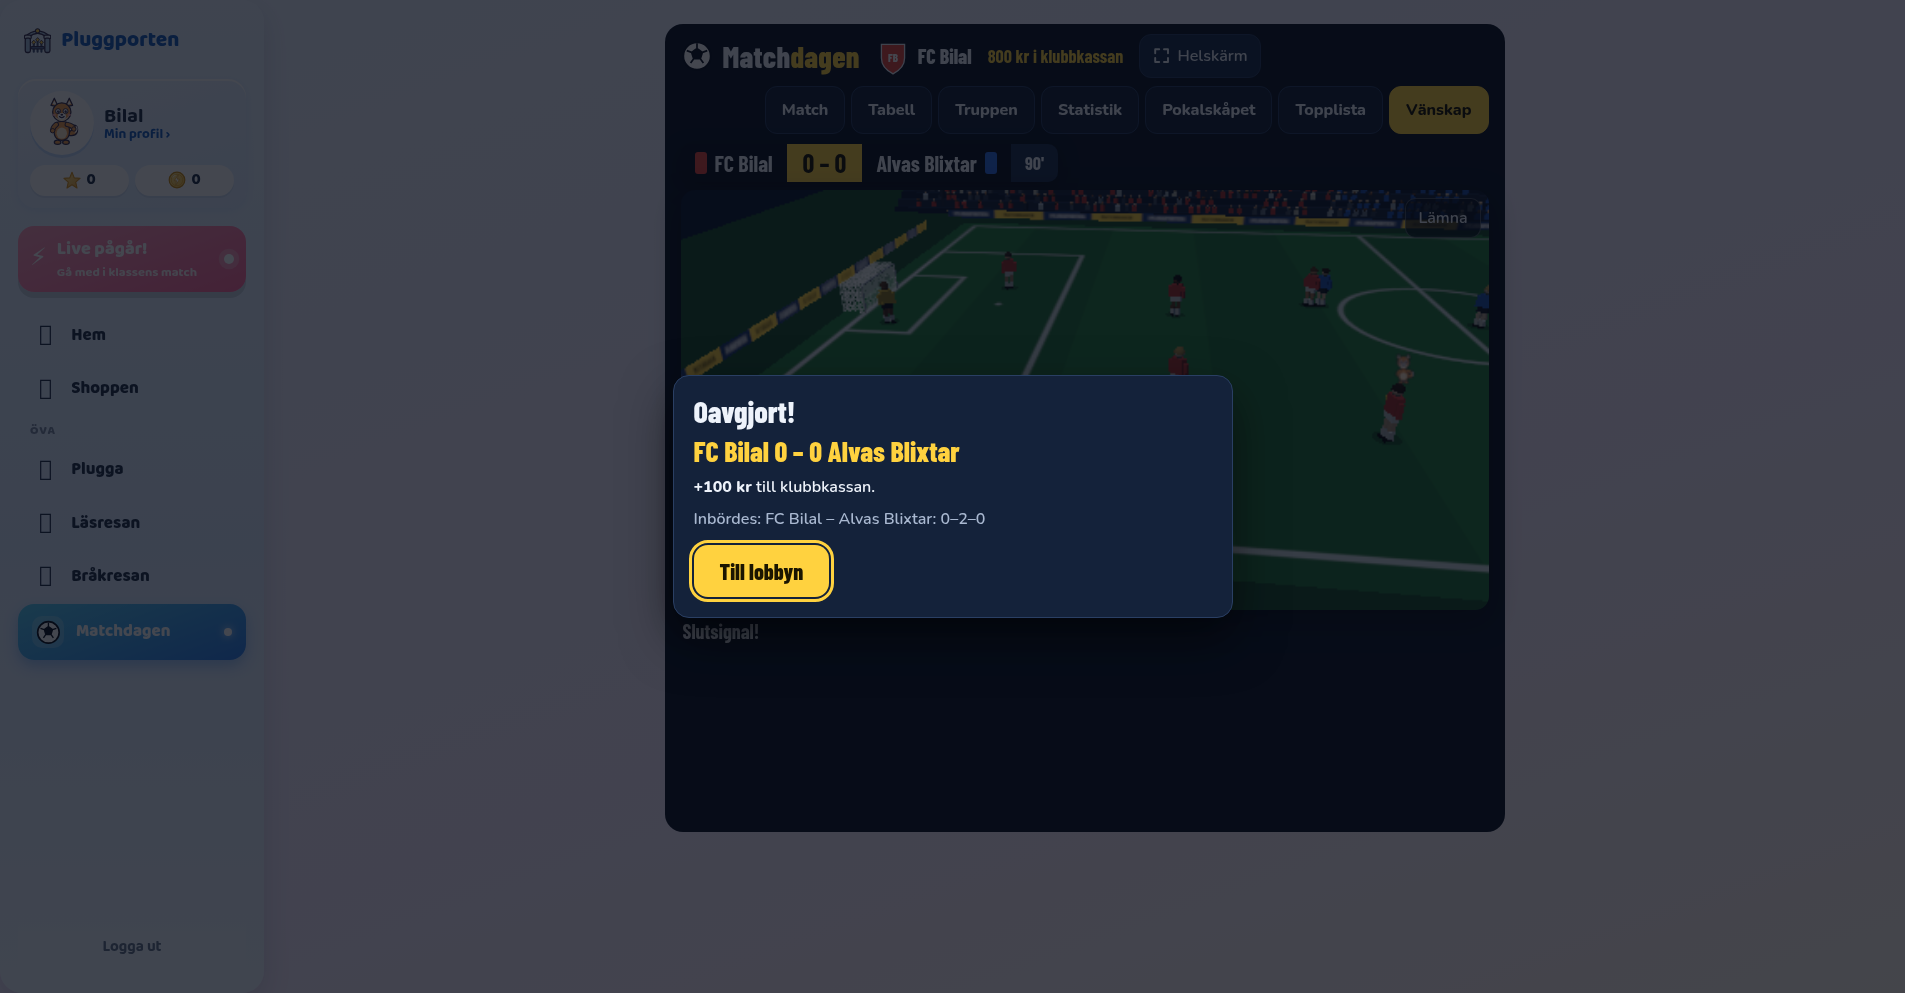 Pluggporten
Bilal
Min profil ›
0
0
Live pågår!
Gå med i klassens match
Hem
Shoppen
ÖVA
Plugga
Läsresan
Bråkresan
Matchdagen
Logga ut
Matchdagen
FB
FC Bilal
800 kr i klubbkassan
Helskärm
Match
Tabell
Truppen
Statistik
Pokalskåpet
Topplista
Vänskap
FC Bilal
0 – 0
Alvas Blixtar
90'
Lämna
Oavgjort!
FC Bilal 0 – 0 Alvas Blixtar
+100 kr till klubbkassan.
Inbördes: FC Bilal – Alvas Blixtar: 0–2–0
Till lobbyn
Slutsignal!